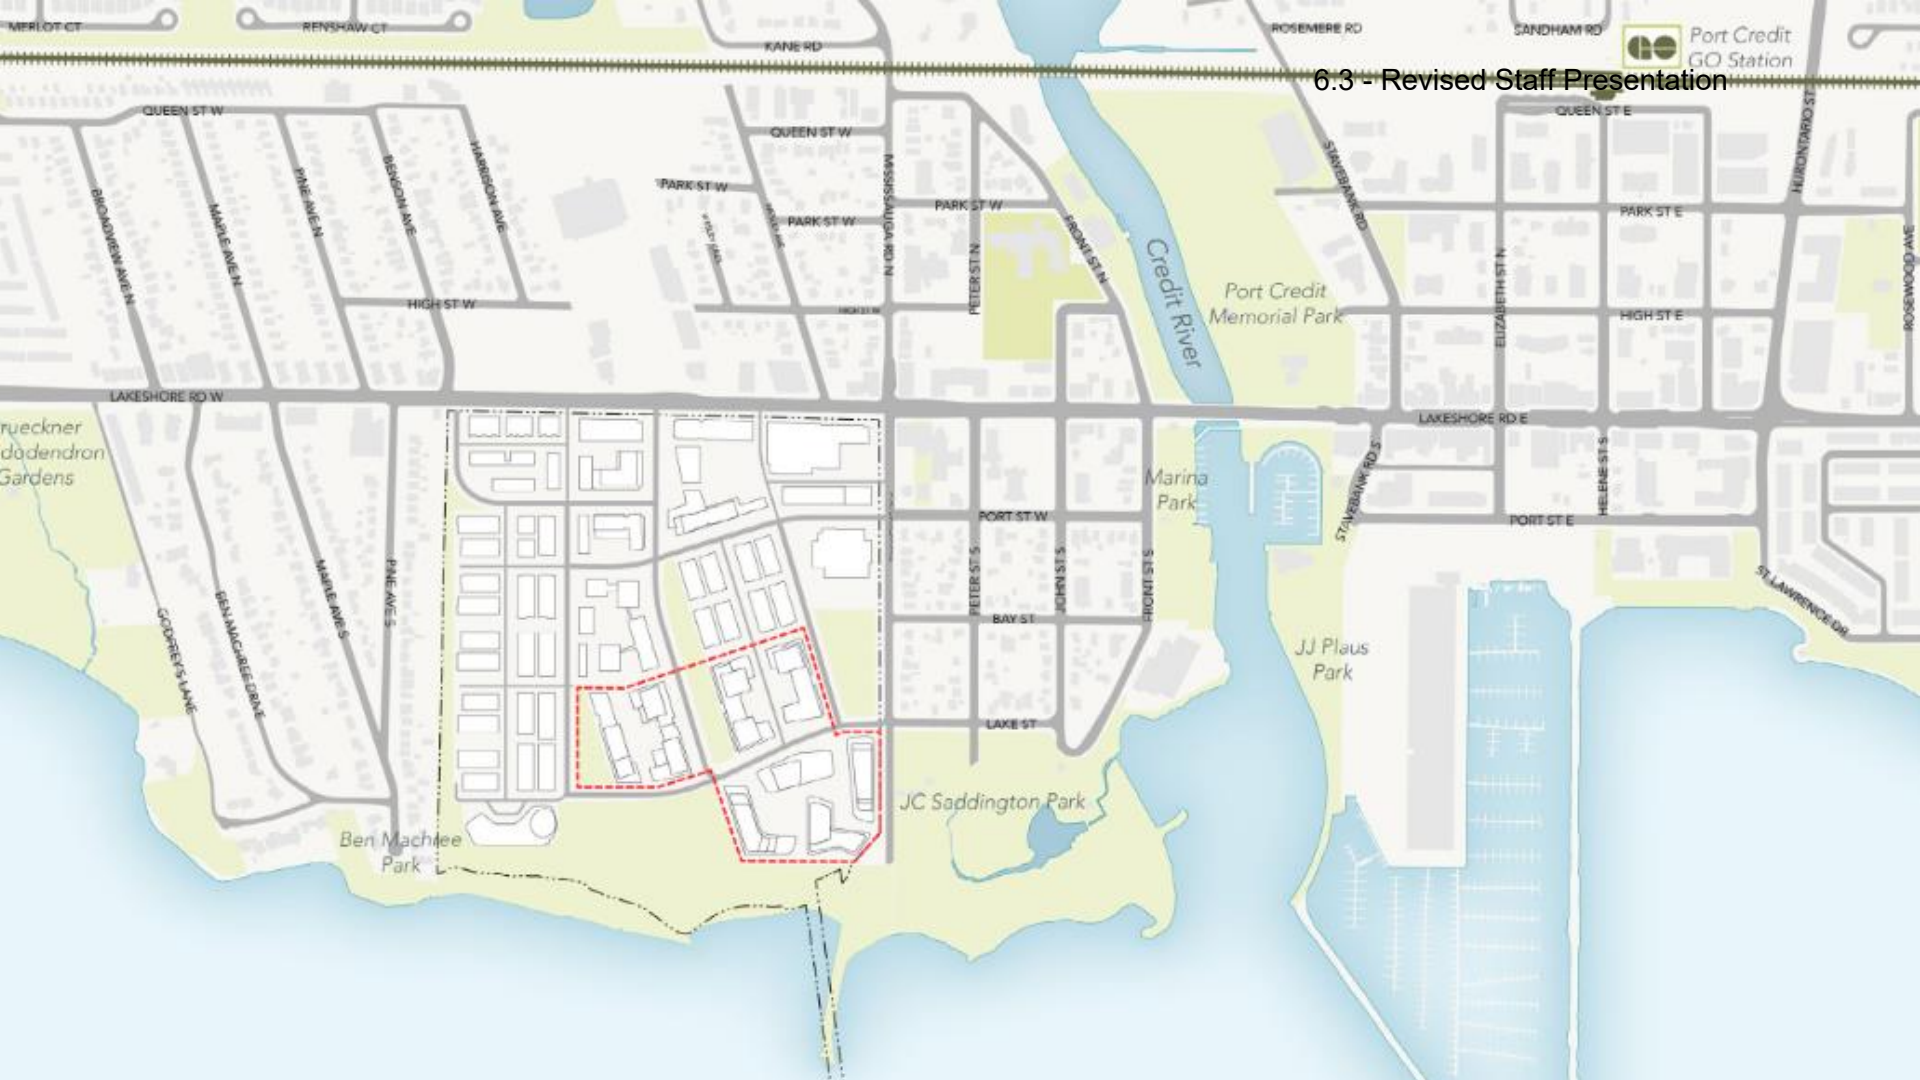 MERLOT CT
RENSHAW CT
KANE RD
ROSEMERE RD
SANDHAM RD
GO
Port Credit
GO Station
6.3 - Revised Staff Presentation
QUEEN ST W
QUEEN ST W
QUEEN ST E
HURONTARIO ST
BROADVIEW AVE N
MAPLE AVE N
PINE AVE N
BENSON AVE
HARRISON AVE
PARK ST W
PARK ST W
MISSISSAUGA RD N
PARK ST W
PETER ST N
FRONT ST N
Credit River
STAVEBANK RD
PARK ST E
ELIZABETH ST N
ROSEWOOD AVE
Port Credit
Memorial Park
HIGH ST W
HIGH ST W
HIGH ST E
LAKESHORE RD W
LAKESHORE RD E
rueckner
dodendron
Gardens
Marina
Park
STAVEBANK RD S
HELENE ST S
PORT ST W
PORT ST E
GODFREY'S LANE
BEN MACHREE DRIVE
MAPLE AVE S
PINE AVE S
PETER ST S
JOHN ST S
FRONT ST S
BAY ST
ST LAWRENCE DR
JJ Plaus
Park
LAKE ST
JC Saddington Park
Ben Machree
Park